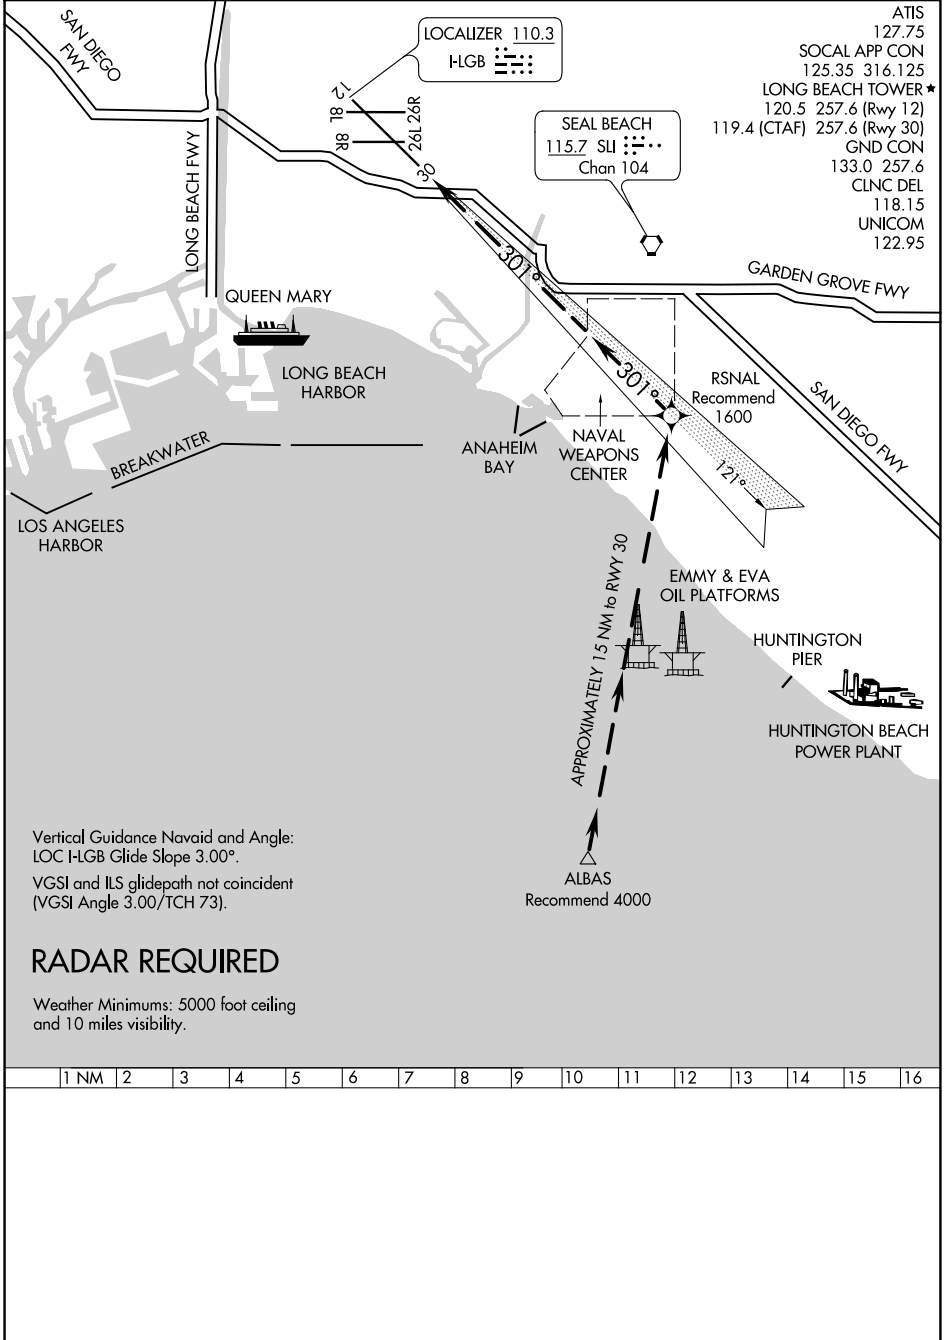 SAN DIEGO
FWY
LOCALIZER 110.3
I-LGB
ATIS
127.75
SOCAL APP CON
125.35 316.125
LONG BEACH TOWER★
120.5 257.6 (Rwy 12)
119.4 (CTAF) 257.6 (Rwy 30)
GND CON
133.0 257.6
CLNC DEL
118.15
UNICOM
122.95
12
8L
26R
8R
26L
30
SEAL BEACH
115.7 SLI
Chan 104
LONG BEACH FWY
301°
GARDEN GROVE FWY
QUEEN MARY
LONG BEACH
HARBOR
301°
RSNAL
Recommend
1600
SAN DIEGO FWY
BREAKWATER
ANAHEIM
BAY
NAVAL
WEAPONS
CENTER
121°
LOS ANGELES
HARBOR
APPROXIMATELY 15 NM to RWY 30
EMMY & EVA
OIL PLATFORMS
HUNTINGTON
PIER
HUNTINGTON BEACH
POWER PLANT
Vertical Guidance Navaid and Angle:
LOC I-LGB Glide Slope 3.00°.
VGSI and ILS glidepath not coincident
(VGSI Angle 3.00/TCH 73).
ALBAS
Recommend 4000
RADAR REQUIRED
Weather Minimums: 5000 foot ceiling
and 10 miles visibility.
1 NM 2 3 4 5 6 7 8 9 10 11 12 13 14 15 16